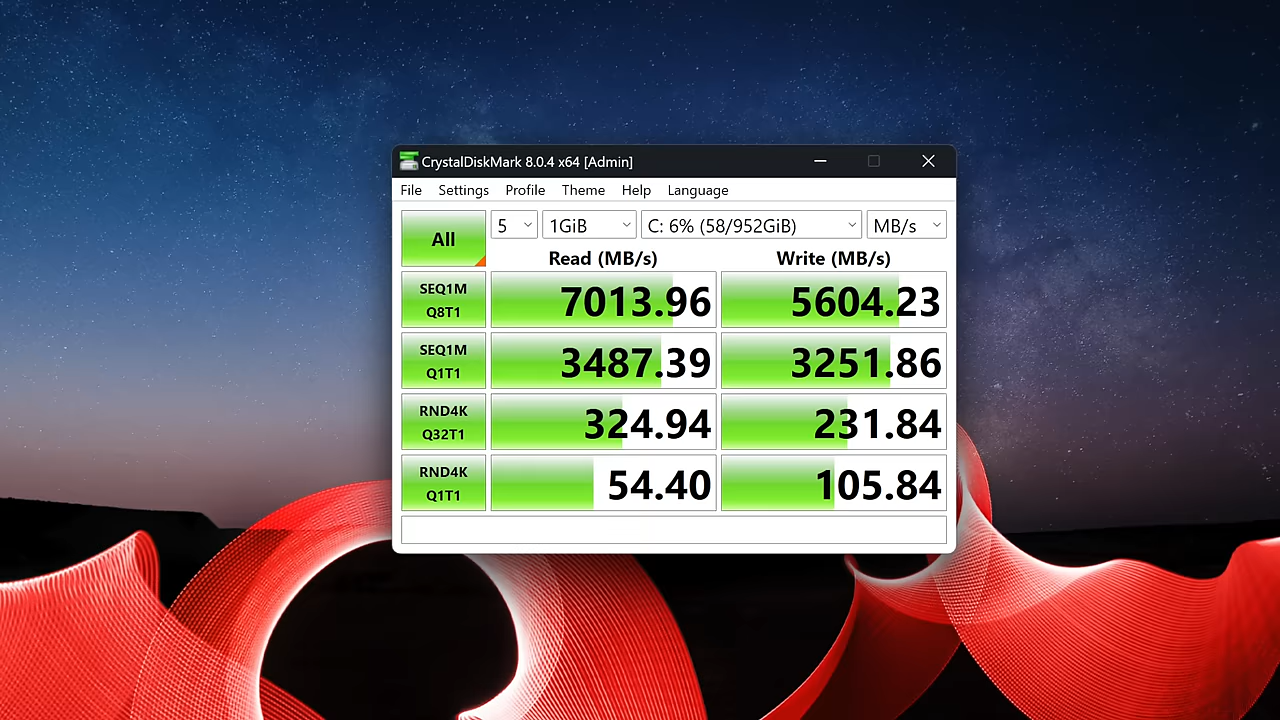 CrystalDiskMark 8.0.4 x64 [Admin]
File Settings Profile Theme Help Language
All 5 1GiB C: 6% (58/952GiB) MB/s
Read (MB/s) Write (MB/s)
SEQ1M
Q8T1 7013.96 5604.23
SEQ1M
Q1T1 3487.39 3251.86
RND4K
Q32T1 324.94 231.84
RND4K
Q1T1 54.40 105.84